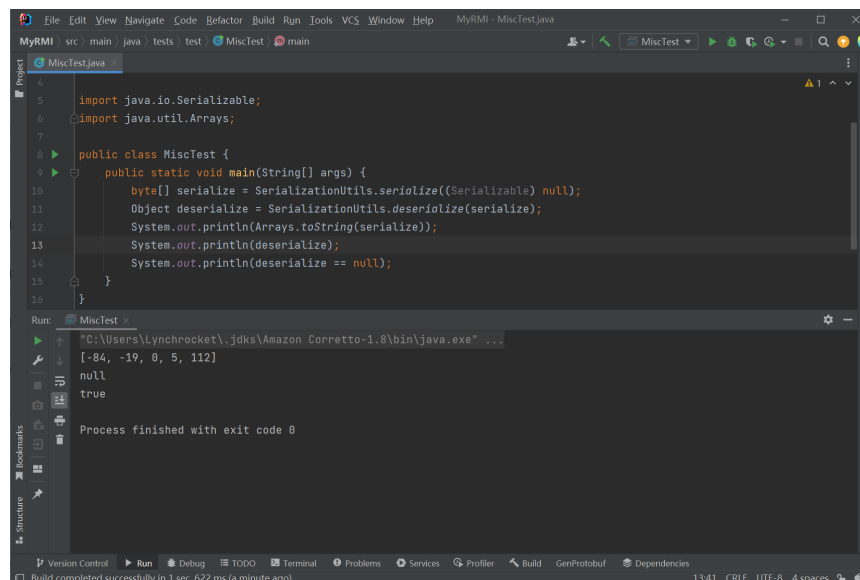 File Edit View Navigate Code Refactor Build Run Tools VCS Window Help MyRMI - MiscTest.java
MyRMI src main java tests test MiscTest main MiscTest
Project
MiscTest.java
4
1
5 import java.io.Serializable;
6 import java.util.Arrays;
7
8 public class MiscTest {
9 public static void main(String[] args) {
10 byte[] serialize = SerializationUtils.serialize((Serializable) null);
11 Object deserialize = SerializationUtils.deserialize(serialize);
12 System.out.println(Arrays.toString(serialize));
13 System.out.println(deserialize);
14 System.out.println(deserialize == null);
15 }
16 }
Run: MiscTest
"C:\Users\Lynchrocket\.jdks\Amazon Corretto-1.8\bin\java.exe" ...
[-84, -19, 0, 5, 112]
null
true
Process finished with exit code 0
Bookmarks
Structure
Version Control Run Debug TODO Terminal Problems Services Profiler Build GenProtobuf Dependencies
Build completed successfully in 1 sec, 622 ms (a minute ago) 13:41 CRLF UTF-8 4 spaces